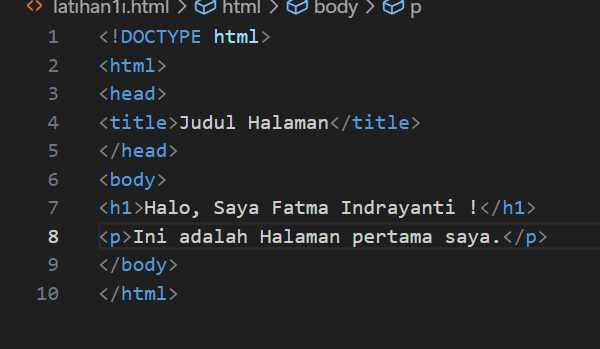 latihan1i.html > html > body > p
1 <!DOCTYPE html>
2 <html>
3 <head>
4 <title>Judul Halaman</title>
5 </head>
6 <body>
7 <h1>Halo, Saya Fatma Indrayanti !</h1>
8 <p>Ini adalah Halaman pertama saya.</p>
9 </body>
10 </html>